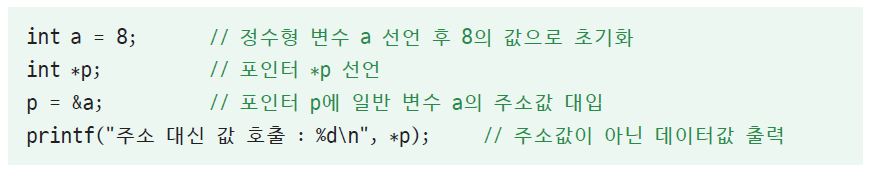 int a = 8; // 정수형 변수 a 선언 후 8의 값으로 초기화
int *p; // 포인터 *p 선언
p = &a; // 포인터 p에 일반 변수 a의 주소값 대입
printf("주소 대신 값 호출 : %d\n", *p); // 주소값이 아닌 데이터값 출력